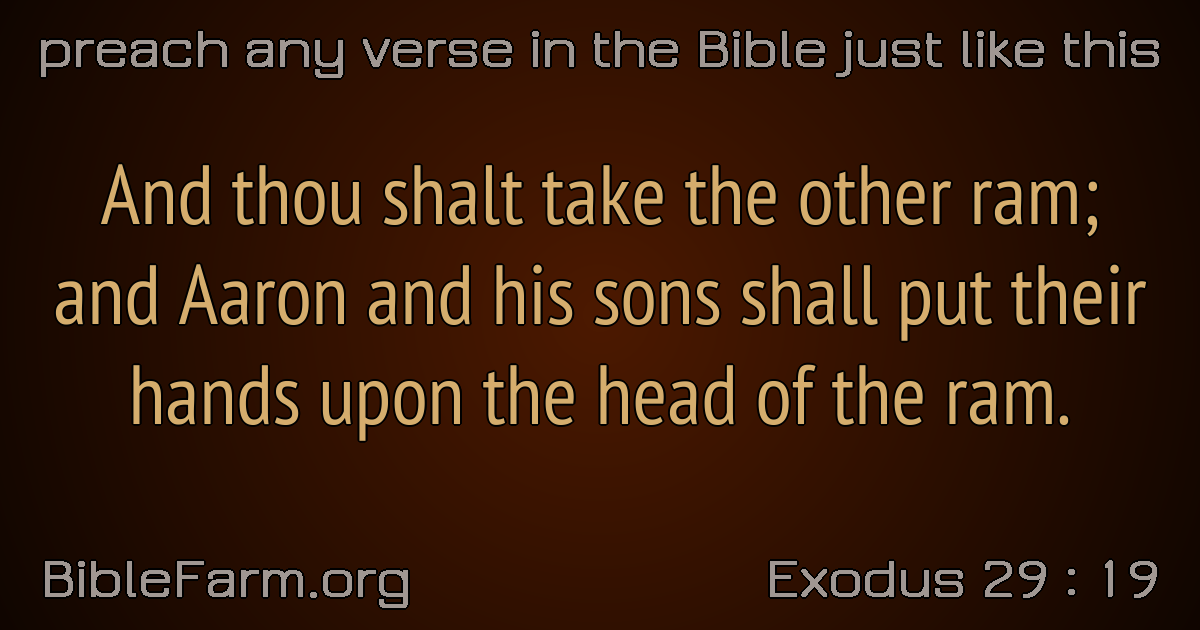 preach any verse in the Bible just like this
And thou shalt take the other ram;
and Aaron and his sons shall put their
hands upon the head of the ram.
BibleFarm.org
Exodus 29 : 19